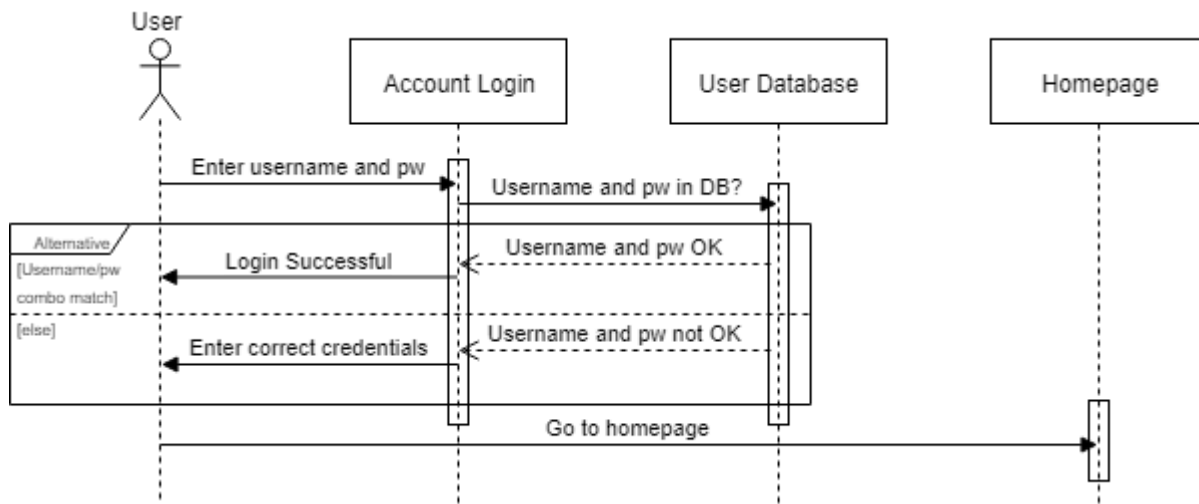 User
Account Login
User Database
Homepage
Enter username and pw
Username and pw in DB?
Alternative
[Username/pw
combo match]
Username and pw OK
Login Successful
[else]
Username and pw not OK
Enter correct credentials
Go to homepage